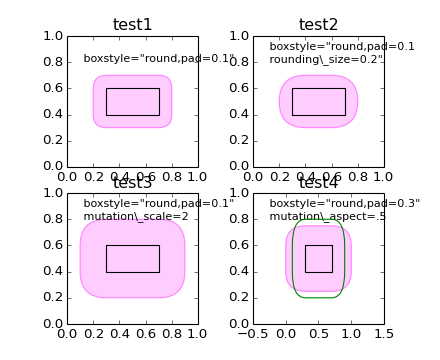 test1
boxstyle="round,pad=0.1"
1.0
0.8
0.6
0.4
0.2
0.0
0.0 0.2 0.4 0.6 0.8 1.0
test2
boxstyle="round,pad=0.1
rounding\_size=0.2"
1.0
0.8
0.6
0.4
0.2
0.0
0.0 0.2 0.4 0.6 0.8 1.0
test3
boxstyle="round,pad=0.1"
mutation\_scale=2
1.0
0.8
0.6
0.4
0.2
0.0
0.0 0.2 0.4 0.6 0.8 1.0
test4
boxstyle="round,pad=0.3"
mutation\_aspect=.5
1.0
0.8
0.6
0.4
0.2
0.0
−0.5 0.0 0.5 1.0 1.5